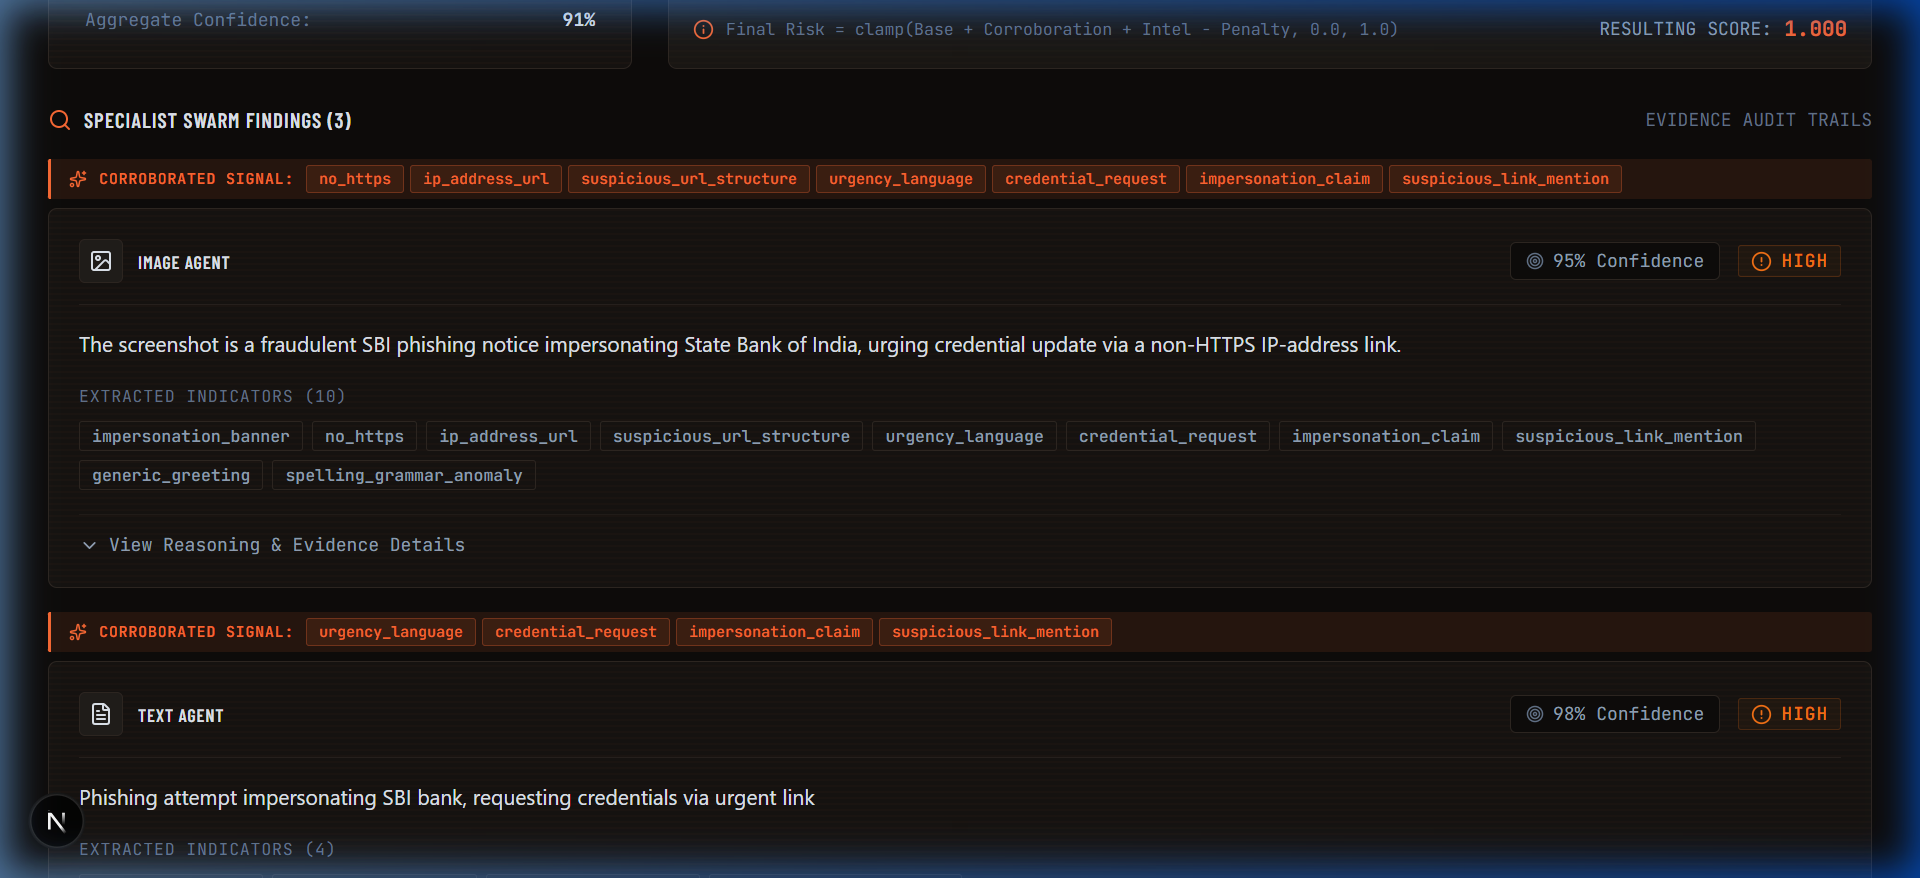 Aggregate Confidence: 91%
Final Risk = clamp(Base + Corroboration + Intel - Penalty, 0.0, 1.0) RESULTING SCORE: 1.000
SPECIALIST SWARM FINDINGS (3) EVIDENCE AUDIT TRAILS
CORROBORATED SIGNAL: no_https ip_address_url suspicious_url_structure urgency_language credential_request impersonation_claim suspicious_link_mention
IMAGE AGENT 95% Confidence HIGH
The screenshot is a fraudulent SBI phishing notice impersonating State Bank of India, urging credential update via a non-HTTPS IP-address link.
EXTRACTED INDICATORS (10)
impersonation_banner no_https ip_address_url suspicious_url_structure urgency_language credential_request impersonation_claim suspicious_link_mention
generic_greeting spelling_grammar_anomaly
View Reasoning & Evidence Details
CORROBORATED SIGNAL: urgency_language credential_request impersonation_claim suspicious_link_mention
TEXT AGENT 98% Confidence HIGH
Phishing attempt impersonating SBI bank, requesting credentials via urgent link
N
EXTRACTED INDICATORS (4)